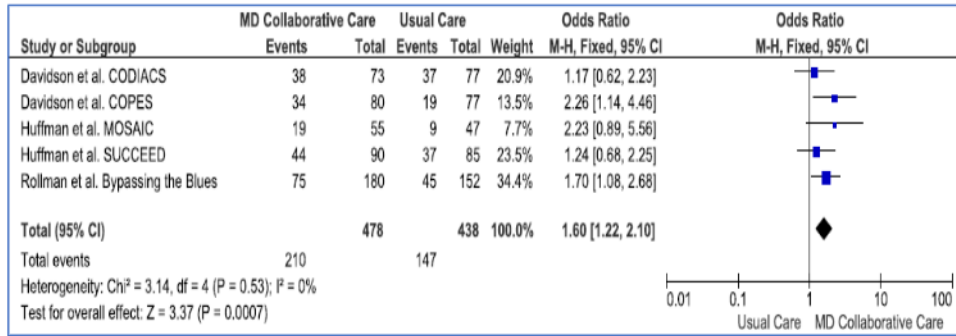 MD Collaborative Care Usual Care Odds Ratio Odds Ratio
Study or Subgroup Events Total Events Total Weight M-H, Fixed, 95% CI M-H, Fixed, 95% CI
Davidson et al. CODIACS 38 73 37 77 20.9% 1.17 [0.62, 2.23]
Davidson et al. COPES 34 80 19 77 13.5% 2.26 [1.14, 4.46]
Huffman et al. MOSAIC 19 55 9 47 7.7% 2.23 [0.89, 5.56]
Huffman et al. SUCCEED 44 90 37 85 23.5% 1.24 [0.68, 2.25]
Rollman et al. Bypassing the Blues 75 180 45 152 34.4% 1.70 [1.08, 2.68]
Total (95% CI) 478 438 100.0% 1.60 [1.22, 2.10]
Total events 210 147
Heterogeneity: Chi² = 3.14, df = 4 (P = 0.53); I² = 0%
Test for overall effect: Z = 3.37 (P = 0.0007)
0.01 0.1 1 10 100
Usual Care MD Collaborative Care